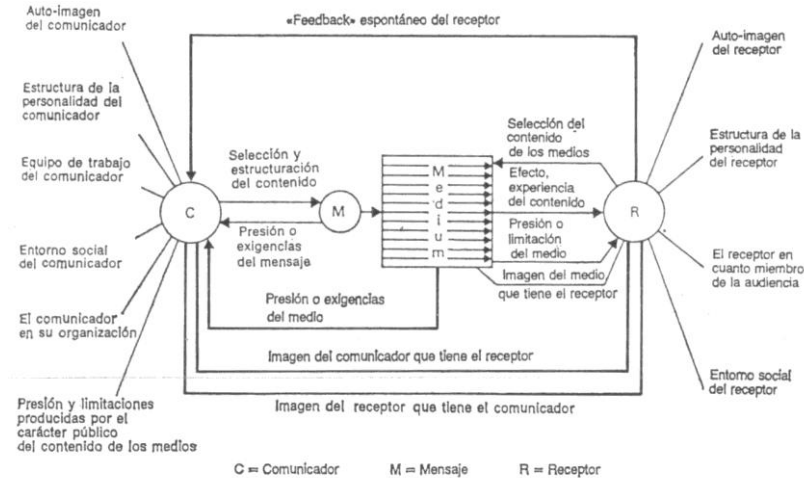 «Feedback» espontáneo del receptor
Auto-imagen
del comunicador
Estructura de la
personalidad del
comunicador
Equipo de trabajo
del comunicador
Entorno social
del comunicador
El comunicador
en su organización
Presión y limitaciones
producidas por el
carácter público
del contenido de los medios
C
Selección y
estructuración
del contenido
M
Presión o
exigencias
del mensaje
Presión o exigencias
del medio
M
e
d
i
u
m
Selección del
contenido
de los medios
Efecto,
experiencia
del contenido
Presión o
limitación
del medio
Imagen del medio
que tiene el receptor
R
Auto-imagen
del receptor
Estructura de la
personalidad
del receptor
El receptor en
cuanto miembro
de la audiencia
Entorno social
del receptor
Imagen del comunicador que tiene el receptor
Imagen del receptor que tiene el comunicador
C = Comunicador M = Mensaje R = Receptor